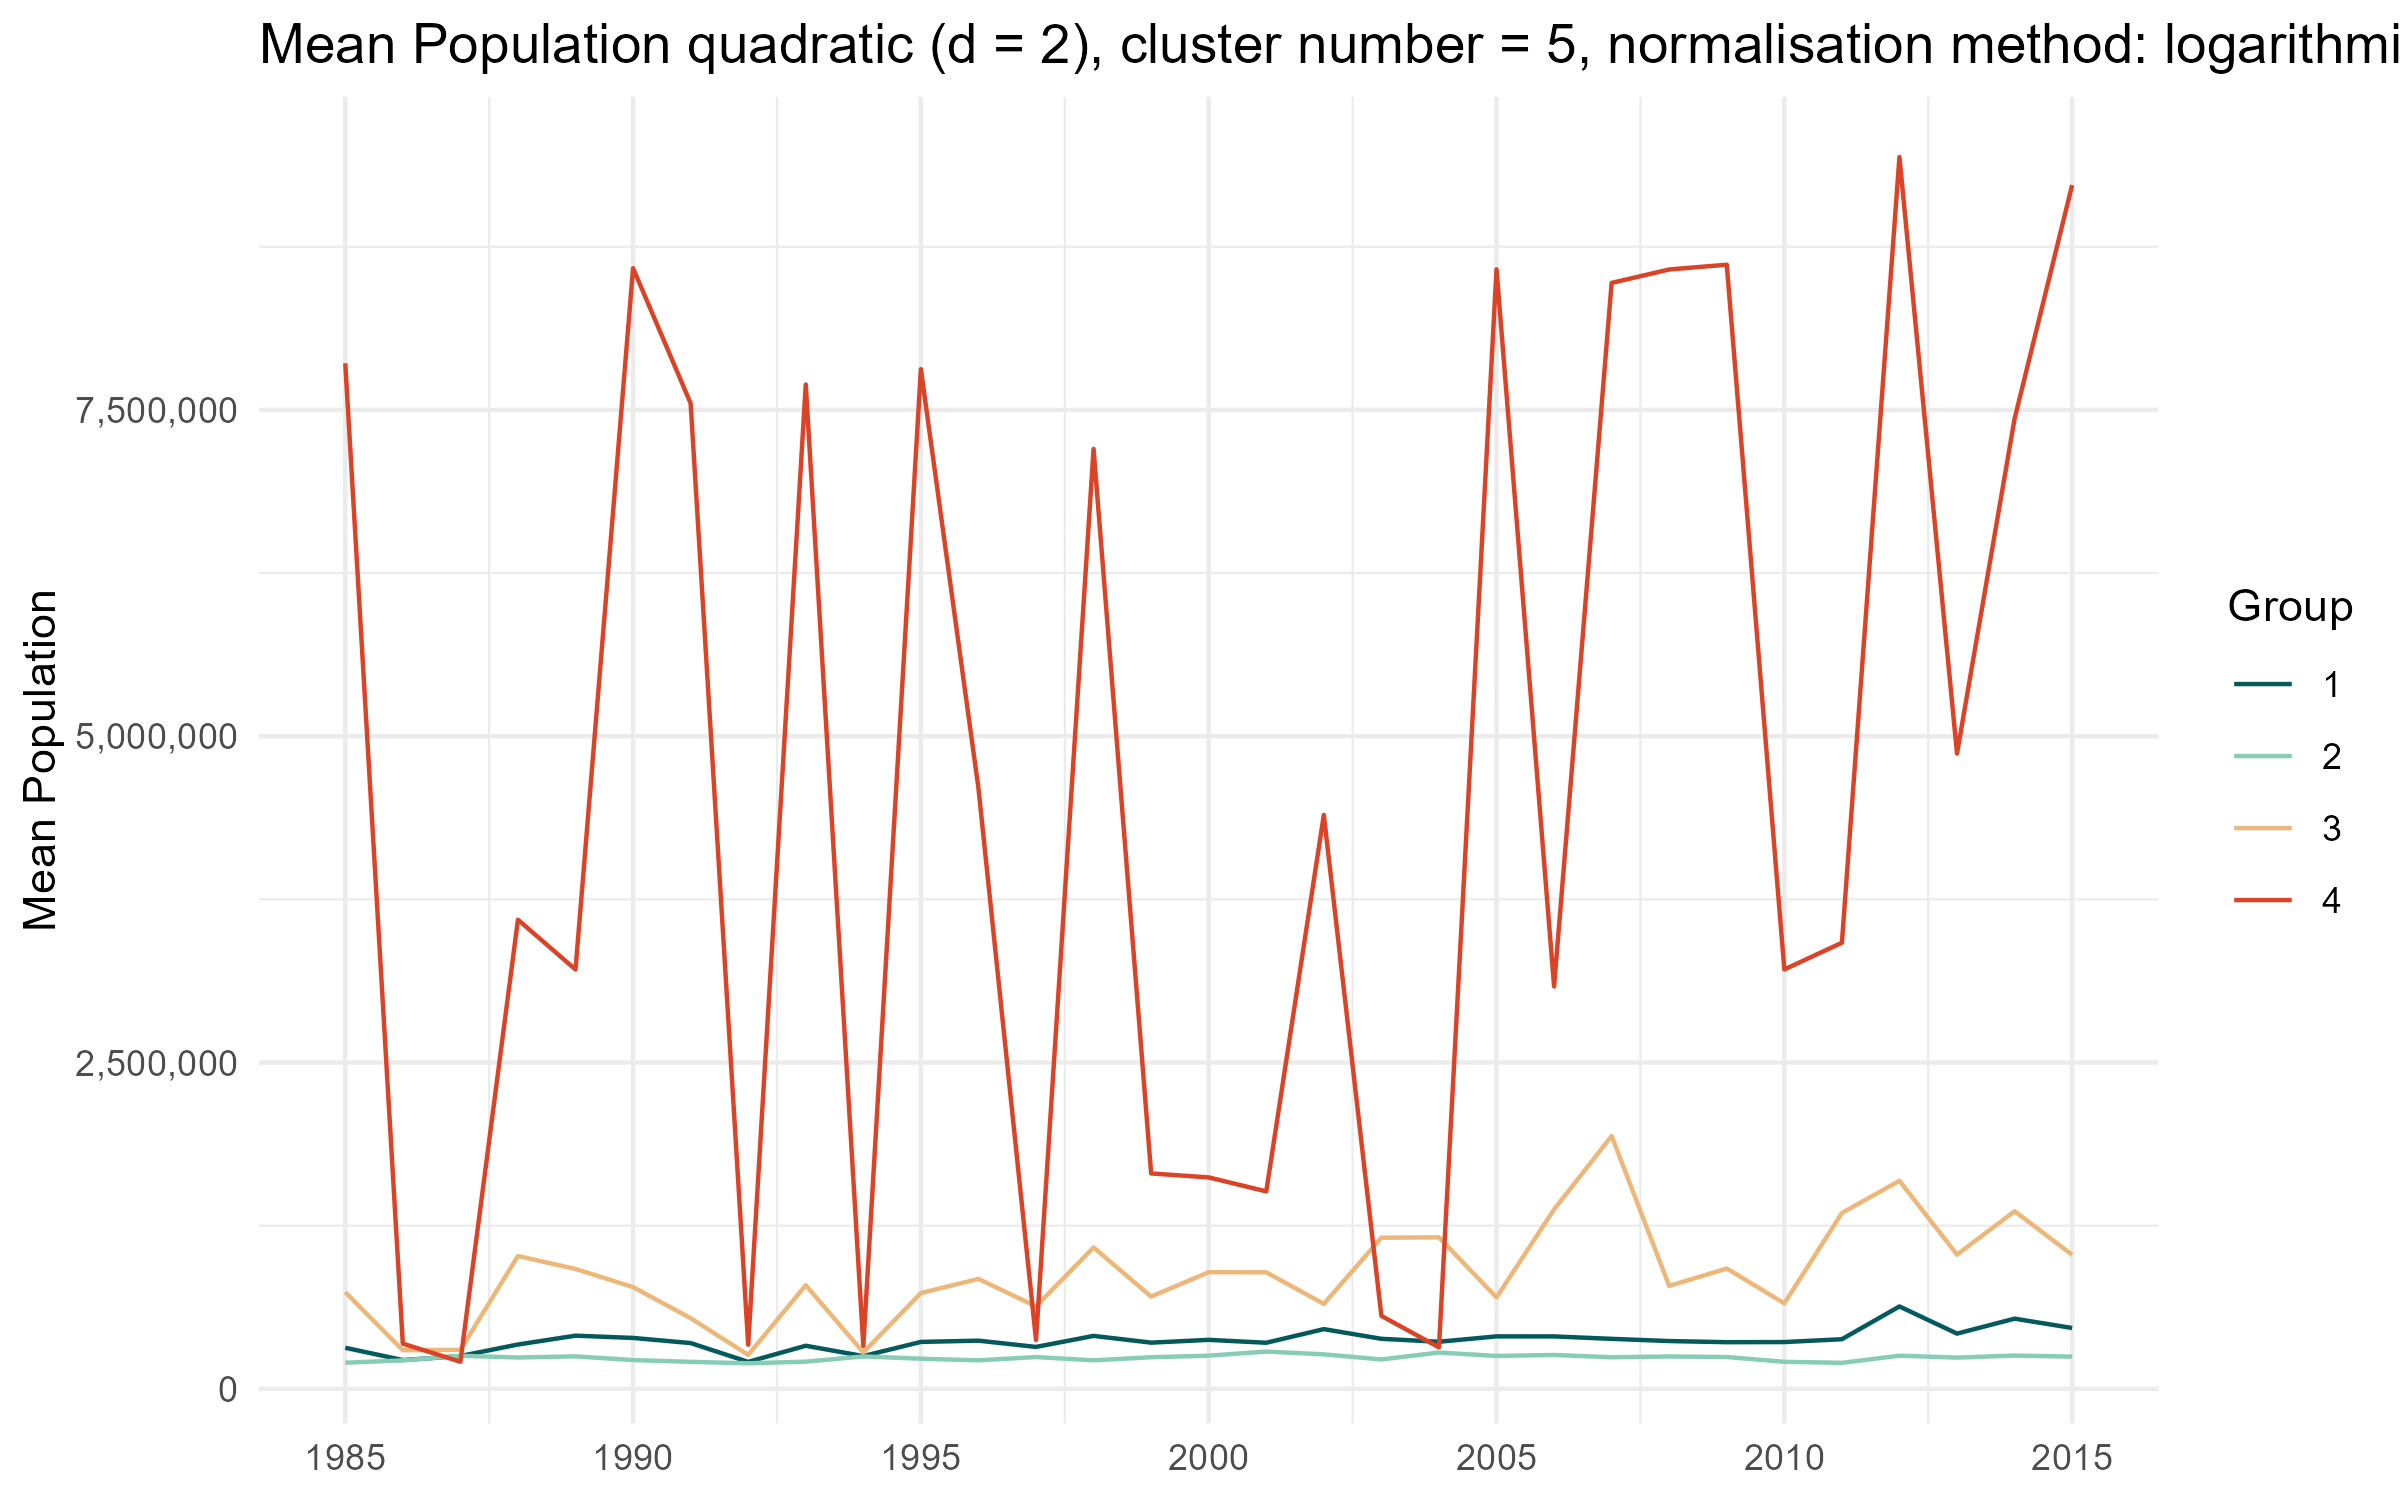 Mean Population quadratic (d = 2), cluster number = 5, normalisation method: logarithmi
Mean Population
7,500,000
5,000,000
2,500,000
0
1985 1990 1995 2000 2005 2010 2015
Group
1
2
3
4